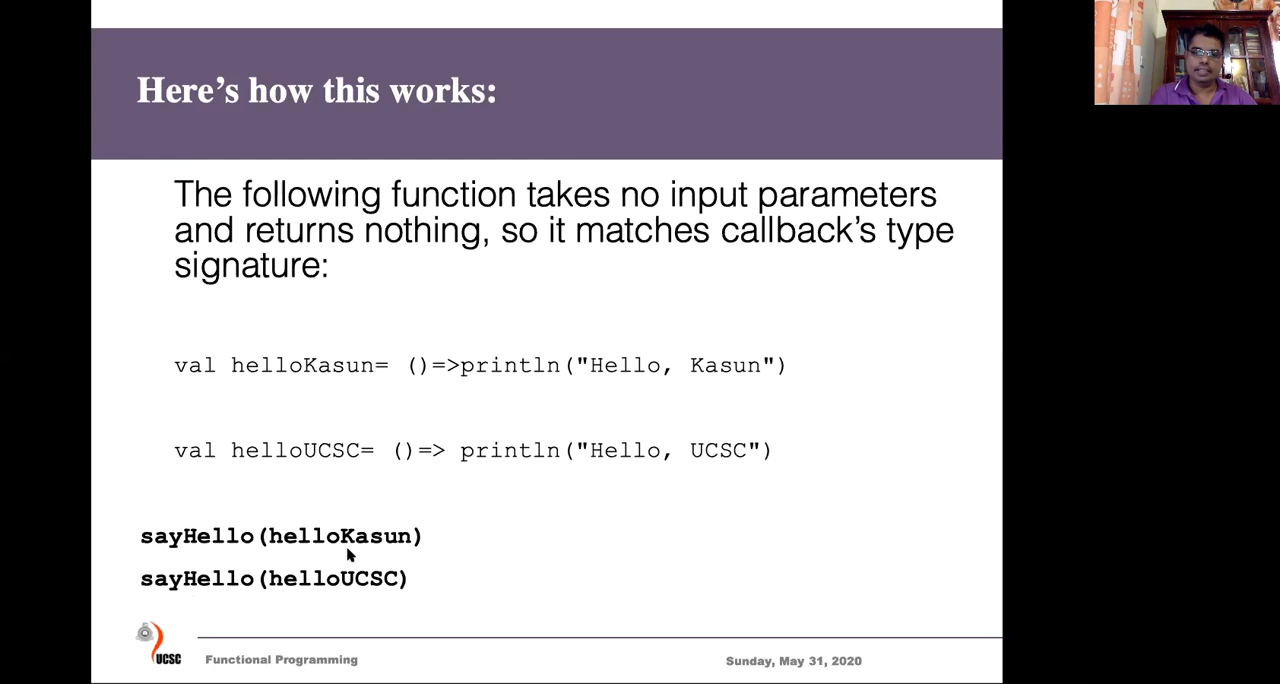 Here’s how this works:
The following function takes no input parameters
and returns nothing, so it matches callback’s type
signature:
val helloKasun= ()=>println("Hello, Kasun")
val helloUCSC= ()=> println("Hello, UCSC")
sayHello(helloKasun)
sayHello(helloUCSC)
UCSC
Functional Programming
Sunday, May 31, 2020